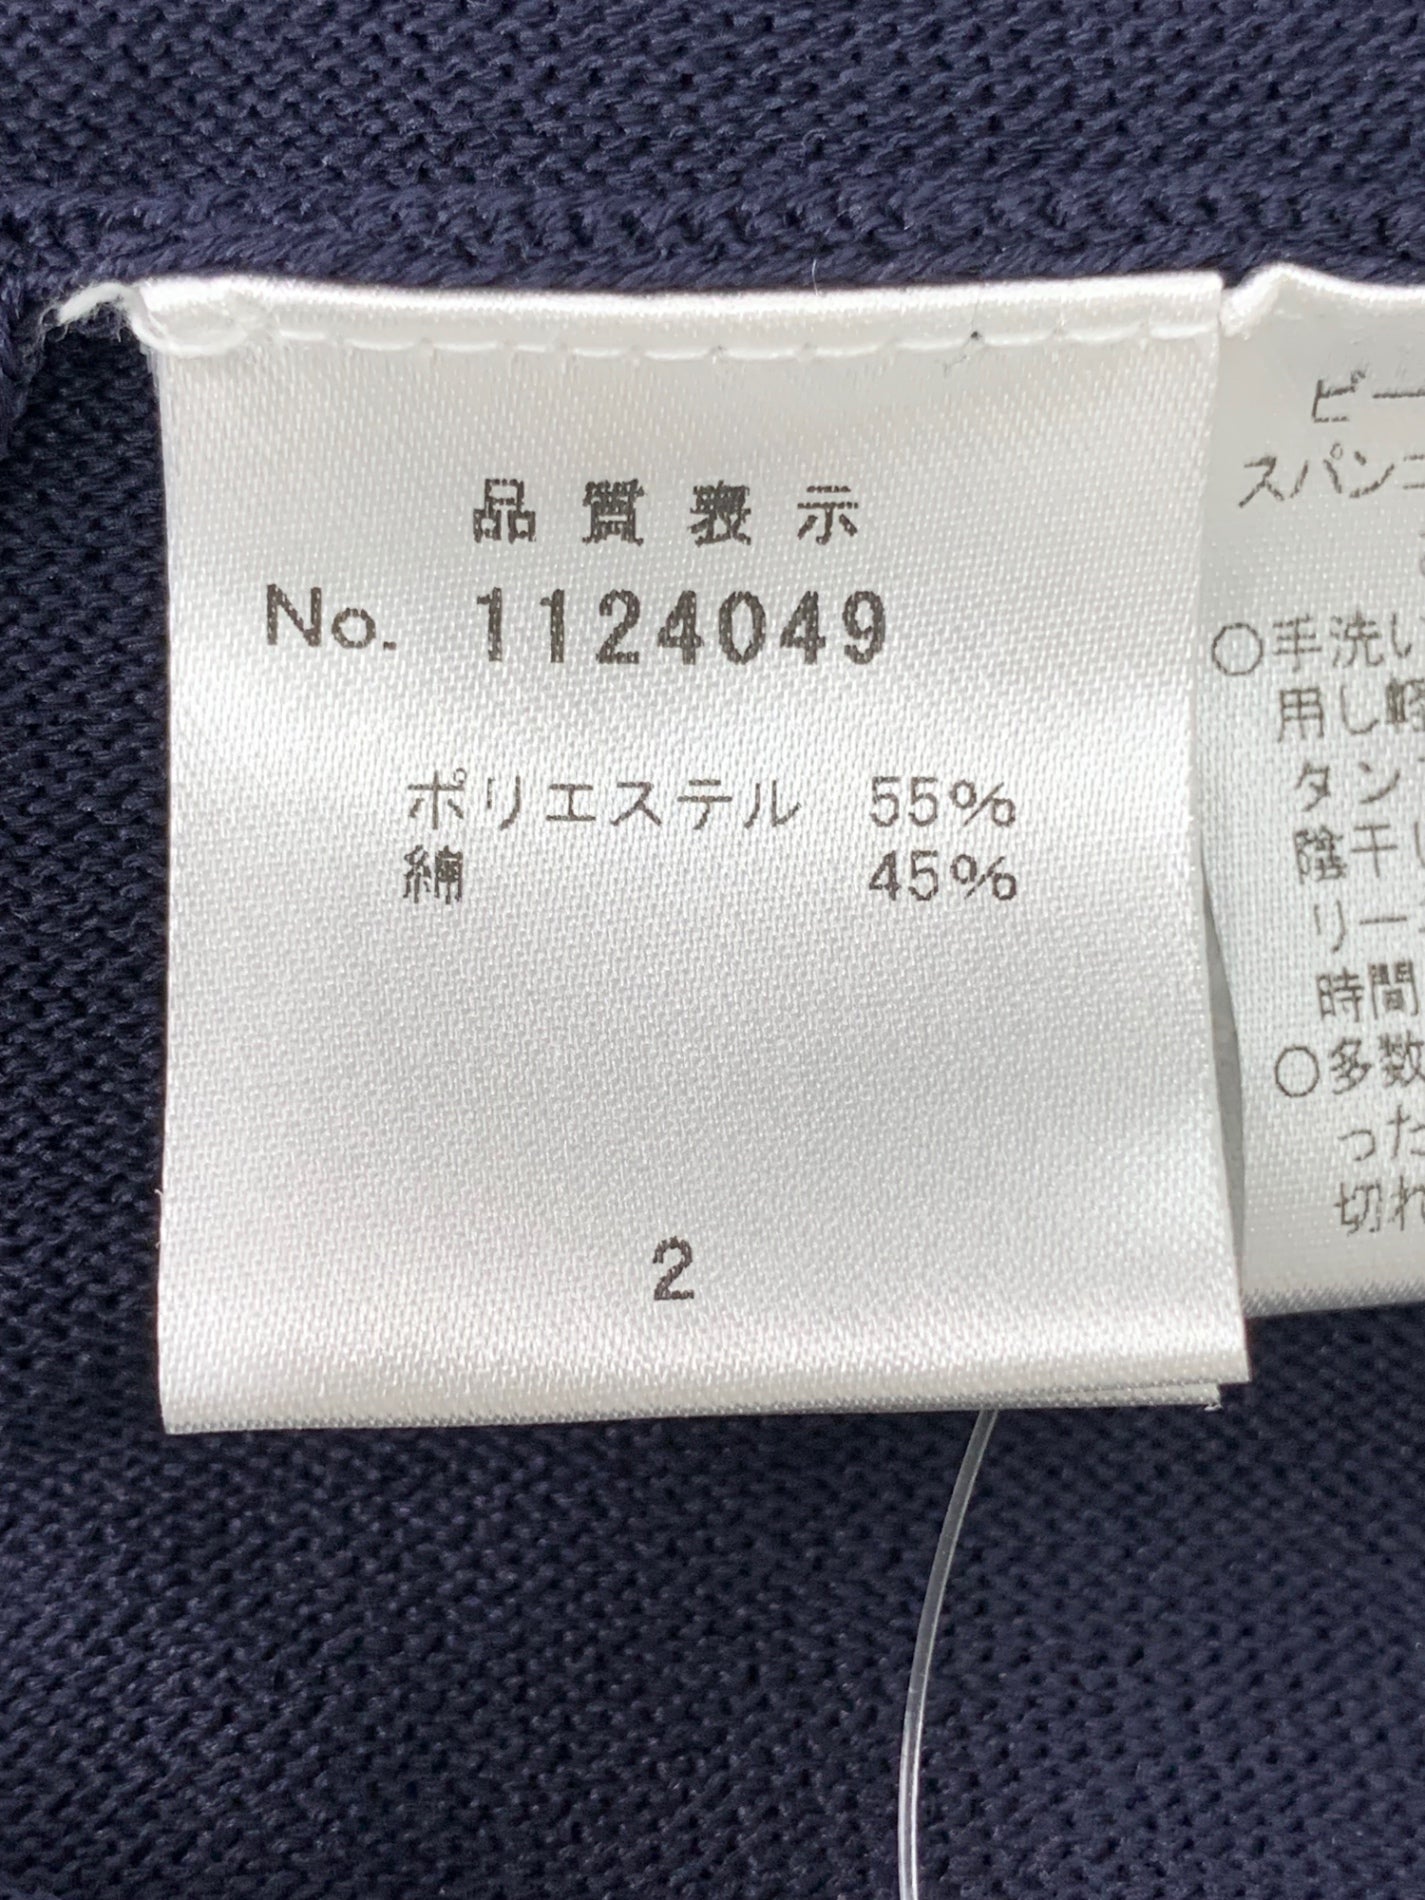 品質表示
No. 1124049
ポリエステル 55%
綿 45%
2
ビー
スパンコ
○手洗い
用し軽
タン
陰干し
リー
時間
○多数
った
切れ